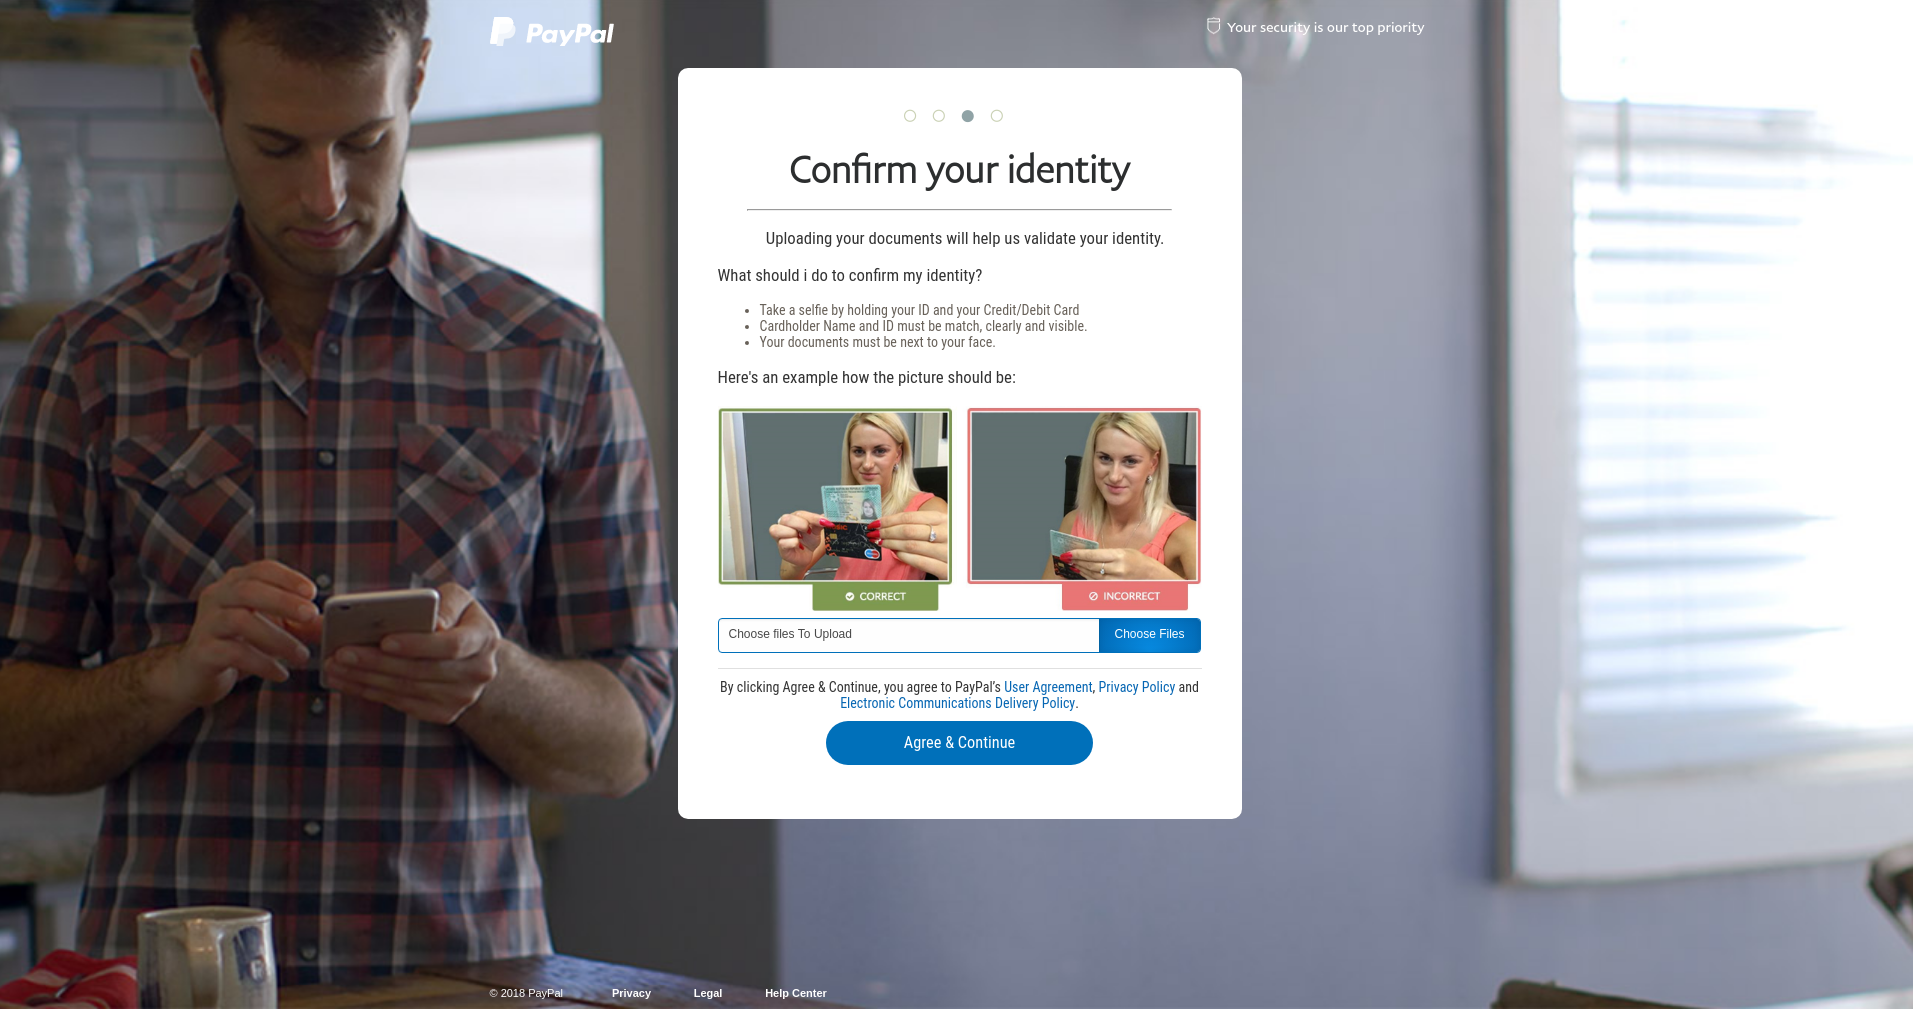 PayPal
Your security is our top priority
Confirm your identity
Uploading your documents will help us validate your identity.
What should i do to confirm my identity?
Take a selfie by holding your ID and your Credit/Debit Card
Cardholder Name and ID must be match, clearly and visible.
Your documents must be next to your face.
Here's an example how the picture should be:
CORRECT
INCORRECT
Choose files To Upload
Choose Files
By clicking Agree & Continue, you agree to PayPal’s User Agreement, Privacy Policy and
Electronic Communications Delivery Policy.
Agree & Continue
© 2018 PayPal
Privacy
Legal
Help Center